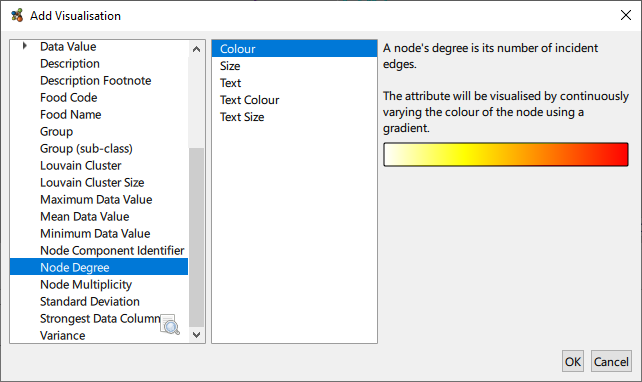 Add Visualisation
Data Value
Description
Description Footnote
Food Code
Food Name
Group
Group (sub-class)
Louvain Cluster
Louvain Cluster Size
Maximum Data Value
Mean Data Value
Minimum Data Value
Node Component Identifier
Node Degree
Node Multiplicity
Standard Deviation
Strongest Data Column
Variance
Colour
Size
Text
Text Colour
Text Size
A node's degree is its number of incident
edges.
The attribute will be visualised by continuously
varying the colour of the node using a
gradient.
OK
Cancel